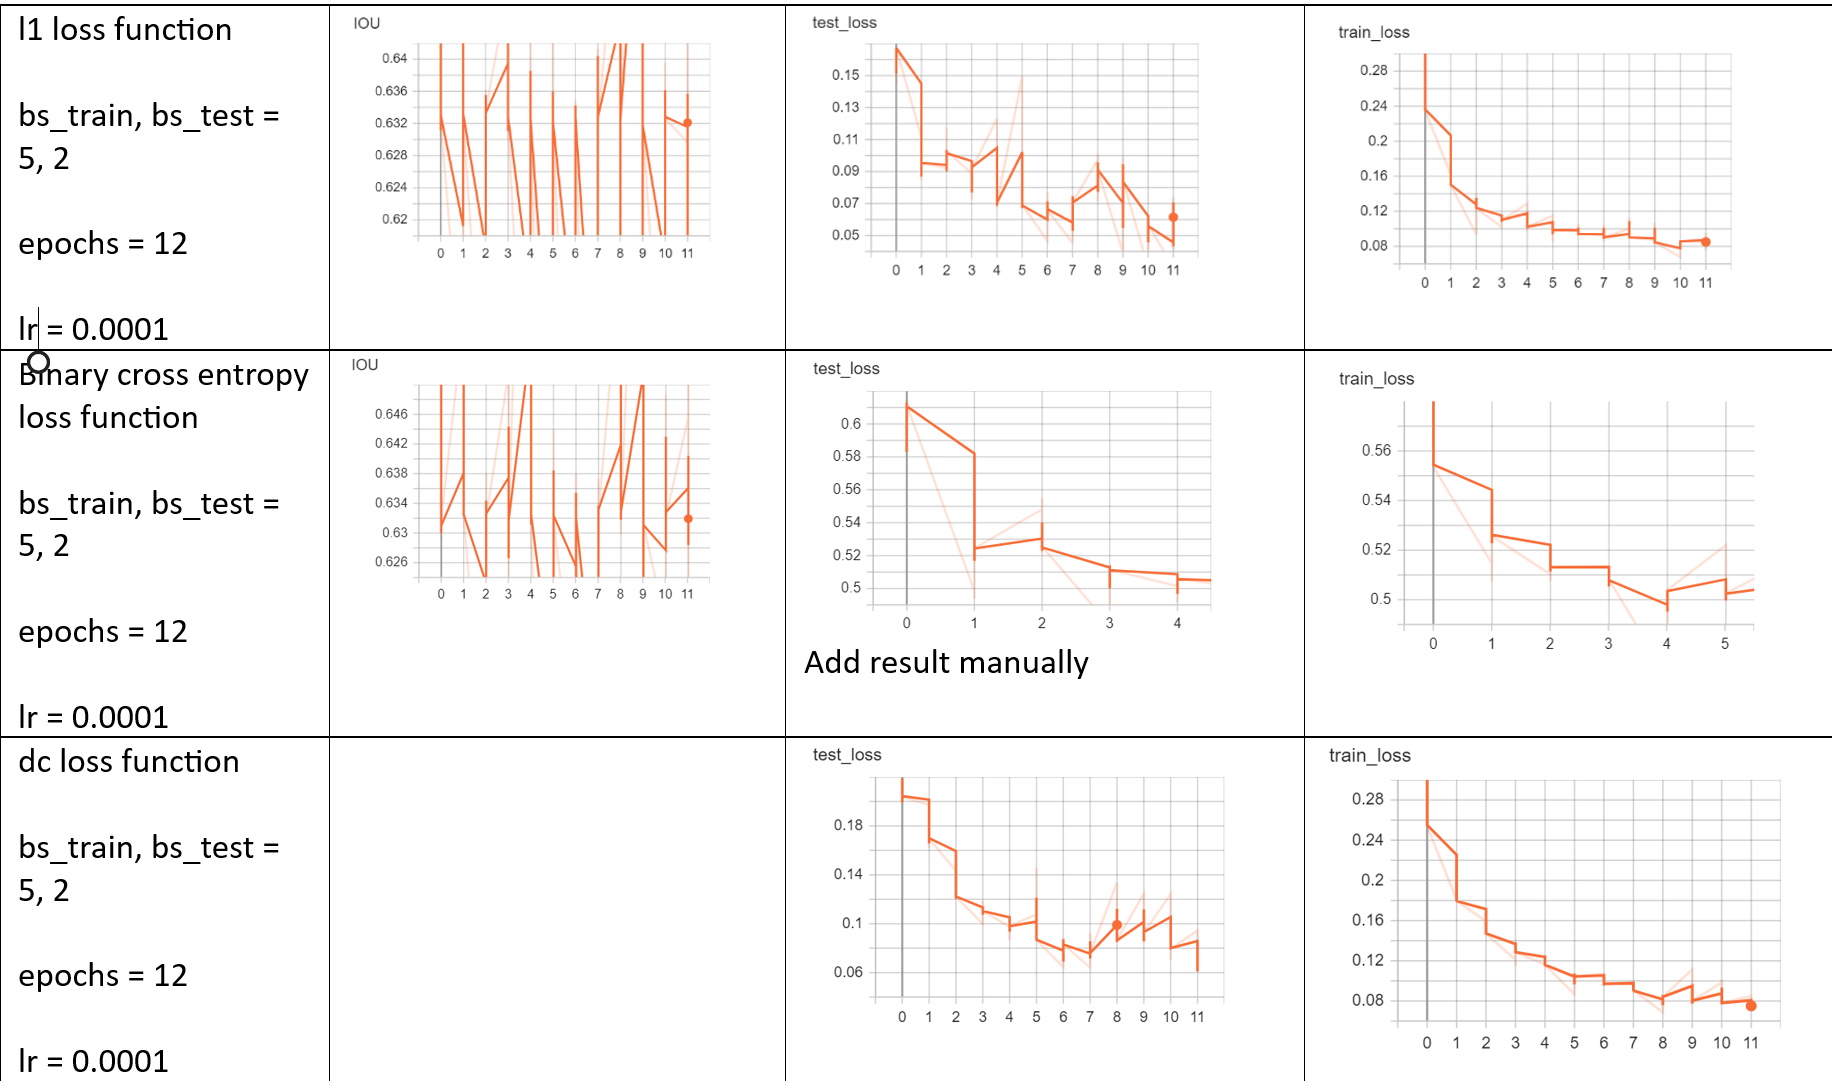 l1 loss function
bs_train, bs_test =
5, 2
epochs = 12
lr = 0.0001
IOU
0.64
0.636
0.632
0.628
0.624
0.62
0 1 2 3 4 5 6 7 8 9 10 11
test_loss
0.15
0.13
0.11
0.09
0.07
0.05
0 1 2 3 4 5 6 7 8 9 10 11
train_loss
0.28
0.24
0.2
0.16
0.12
0.08
0 1 2 3 4 5 6 7 8 9 10 11
Binary cross entropy
loss function
bs_train, bs_test =
5, 2
epochs = 12
lr = 0.0001
IOU
0.646
0.642
0.638
0.634
0.63
0.626
0 1 2 3 4 5 6 7 8 9 10 11
test_loss
0.6
0.58
0.56
0.54
0.52
0.5
0 1 2 3 4
Add result manually
train_loss
0.56
0.54
0.52
0.5
0 1 2 3 4 5
dc loss function
bs_train, bs_test =
5, 2
epochs = 12
lr = 0.0001
test_loss
0.18
0.14
0.1
0.06
0 1 2 3 4 5 6 7 8 9 10 11
train_loss
0.28
0.24
0.2
0.16
0.12
0.08
0 1 2 3 4 5 6 7 8 9 10 11